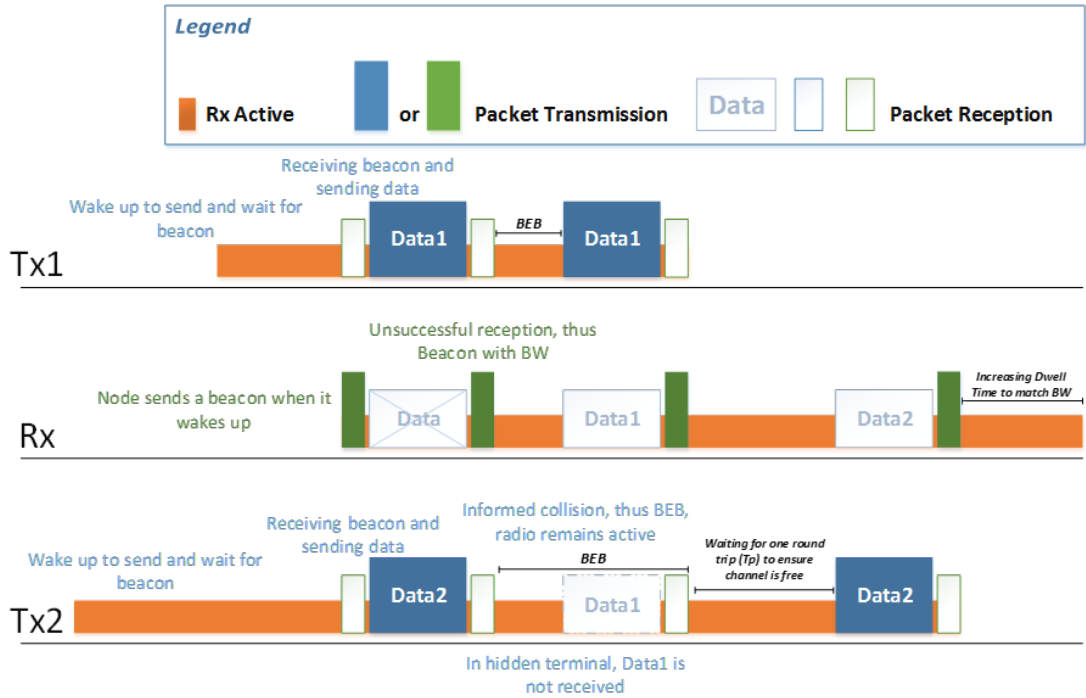 Legend
Rx Active
or
Packet Transmission
Data
Packet Reception
Receiving beacon and
sending data
Wake up to send and wait for
beacon
BEB
Data1
Data1
Tx1
Unsuccessful reception, thus
Beacon with BW
Node sends a beacon when it
wakes up
Increasing Dwell
Time to match BW
Data
Data1
Data2
Rx
Informed collision, thus BEB,
radio remains active
Receiving beacon and
sending data
Wake up to send and wait for
beacon
BEB
Waiting for one round
trip (Tp) to ensure
channel is free
Data2
Data1
Data2
Tx2
In hidden terminal, Data1 is
not received